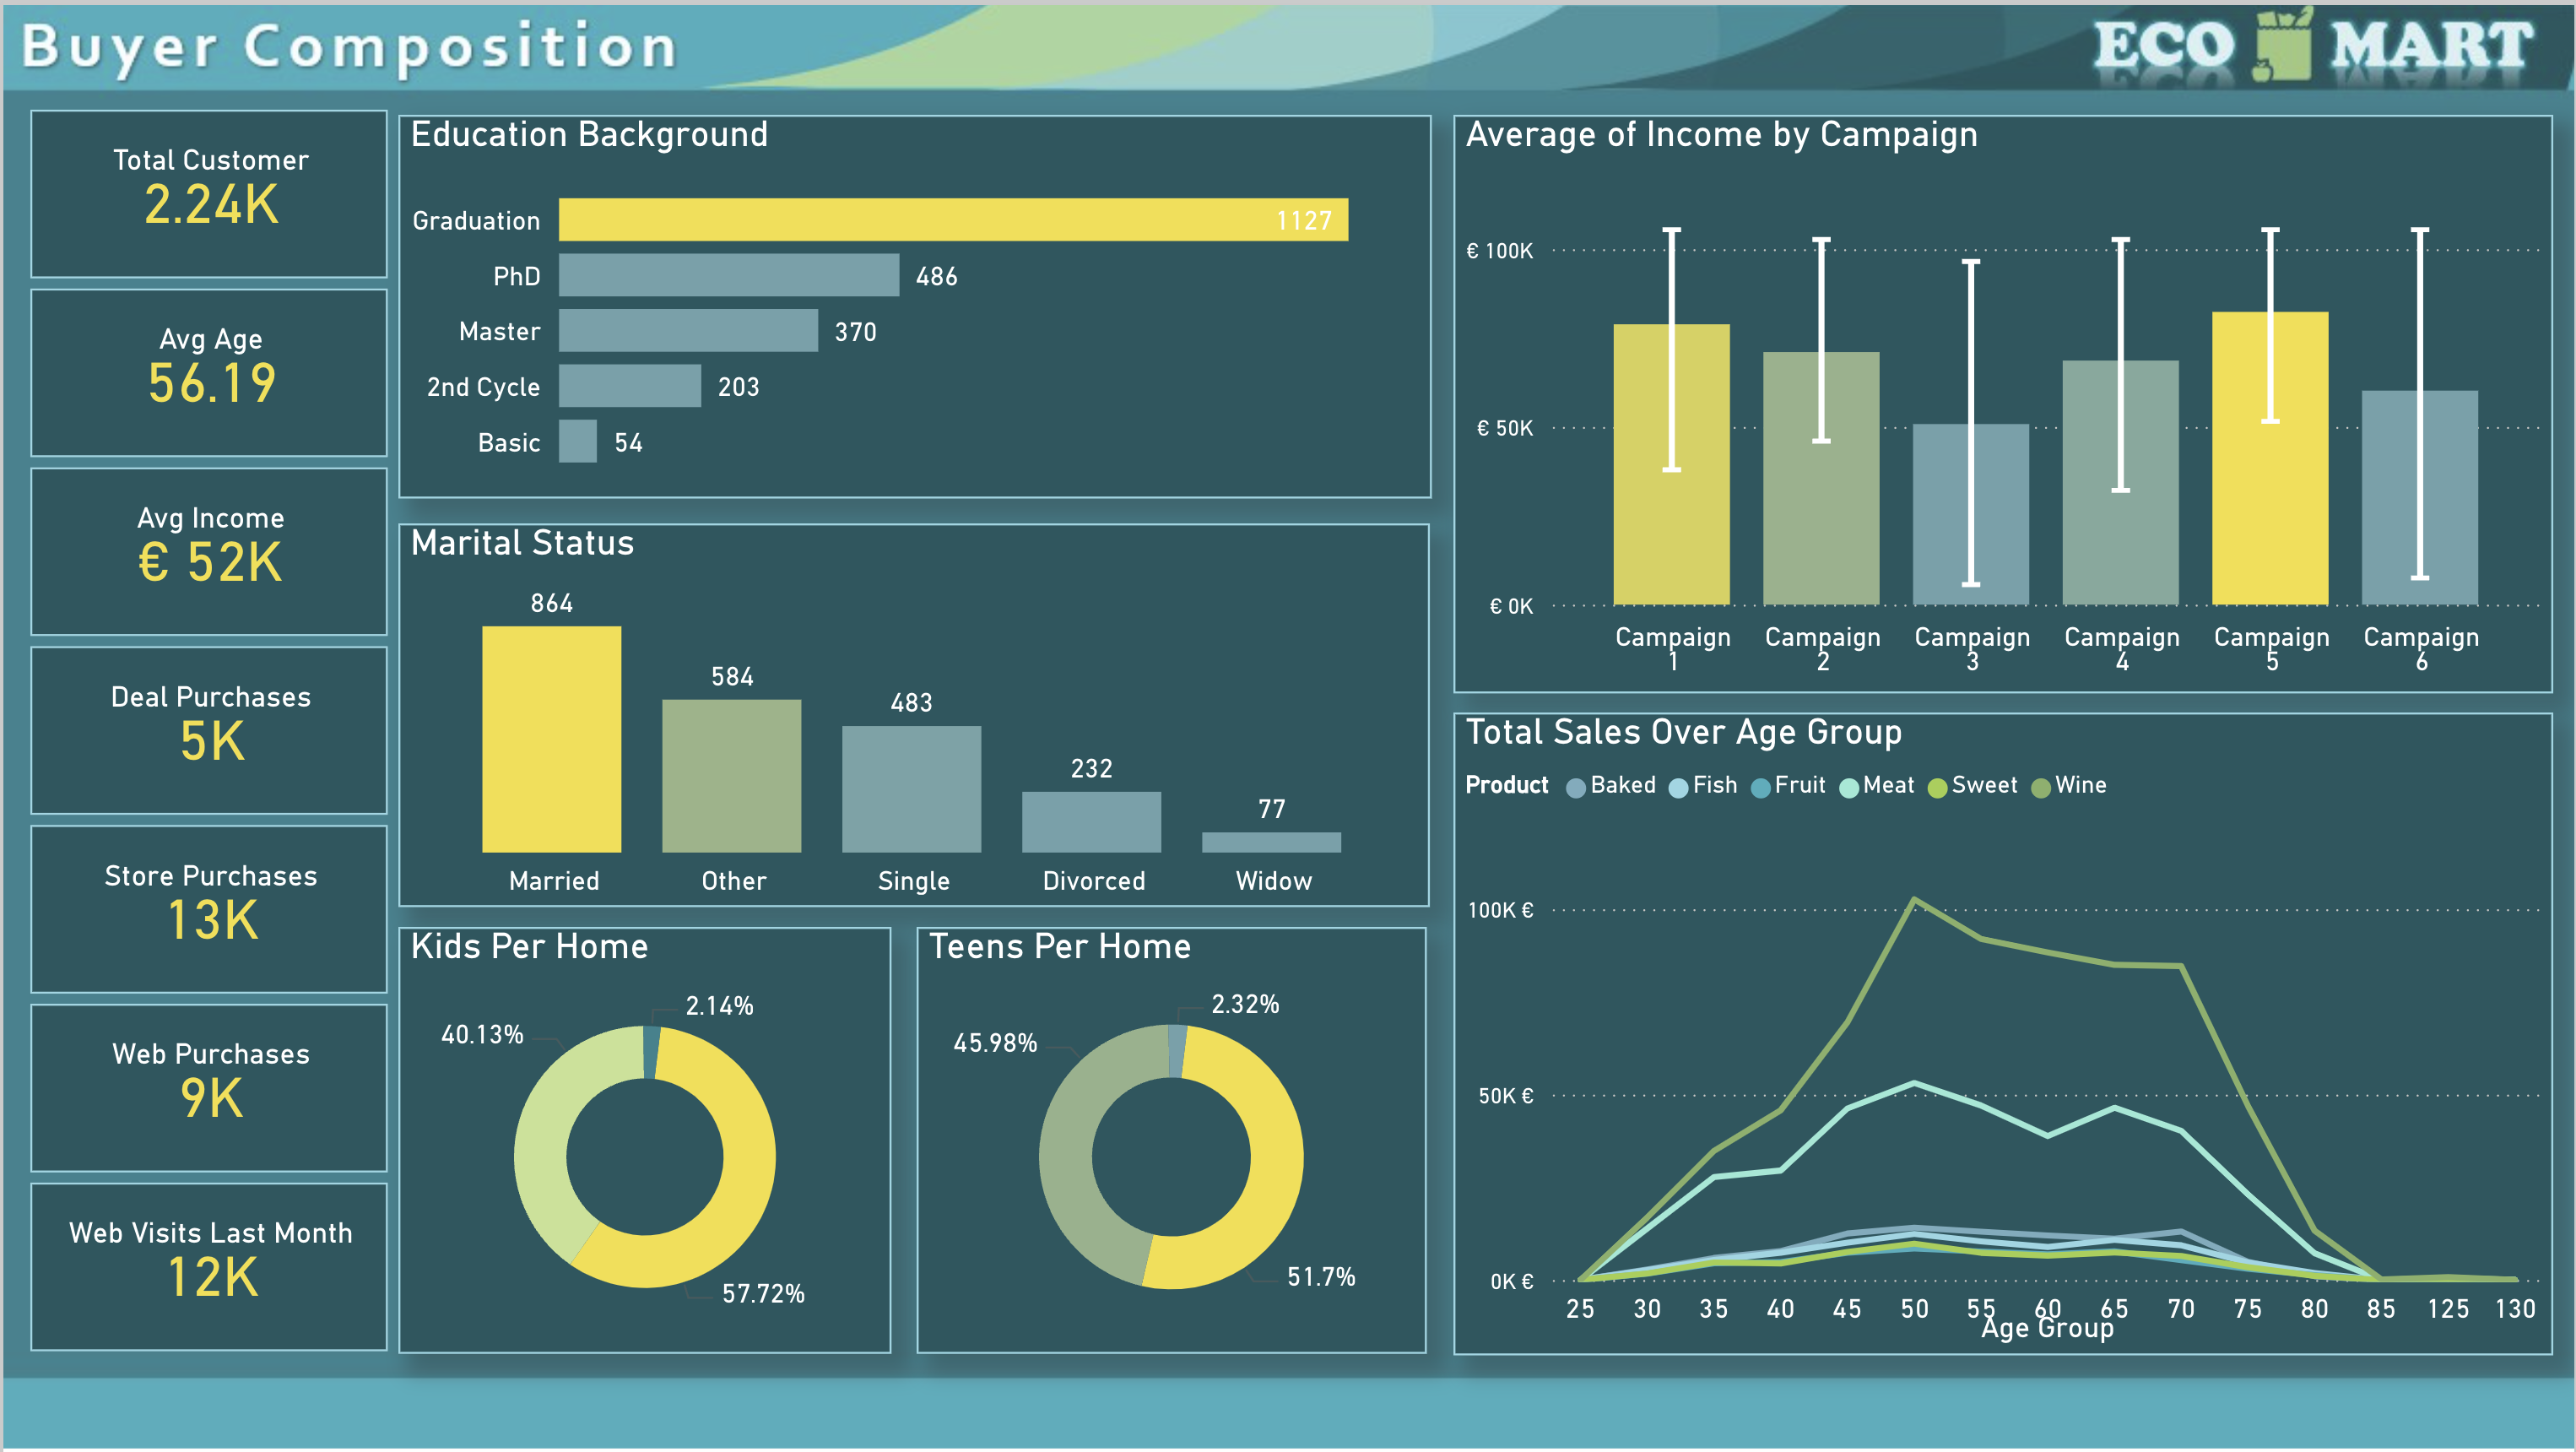 Buyer Composition
ECO MART
Total Customer
2.24K
Avg Age
56.19
Avg Income
€ 52K
Deal Purchases
5K
Store Purchases
13K
Web Purchases
9K
Web Visits Last Month
12K
Education Background
Graduation 1127
PhD 486
Master 370
2nd Cycle 203
Basic 54
Marital Status
864
584
483
232
77
Married Other Single Divorced Widow
Kids Per Home
2.14%
40.13%
57.72%
Teens Per Home
2.32%
45.98%
51.7%
Average of Income by Campaign
€ 100K
€ 50K
€ 0K
Campaign Campaign Campaign Campaign Campaign Campaign
1 2 3 4 5 6
Total Sales Over Age Group
Product Baked Fish Fruit Meat Sweet Wine
100K €
50K €
0K €
25 30 35 40 45 50 55 60 65 70 75 80 85 125 130
Age Group